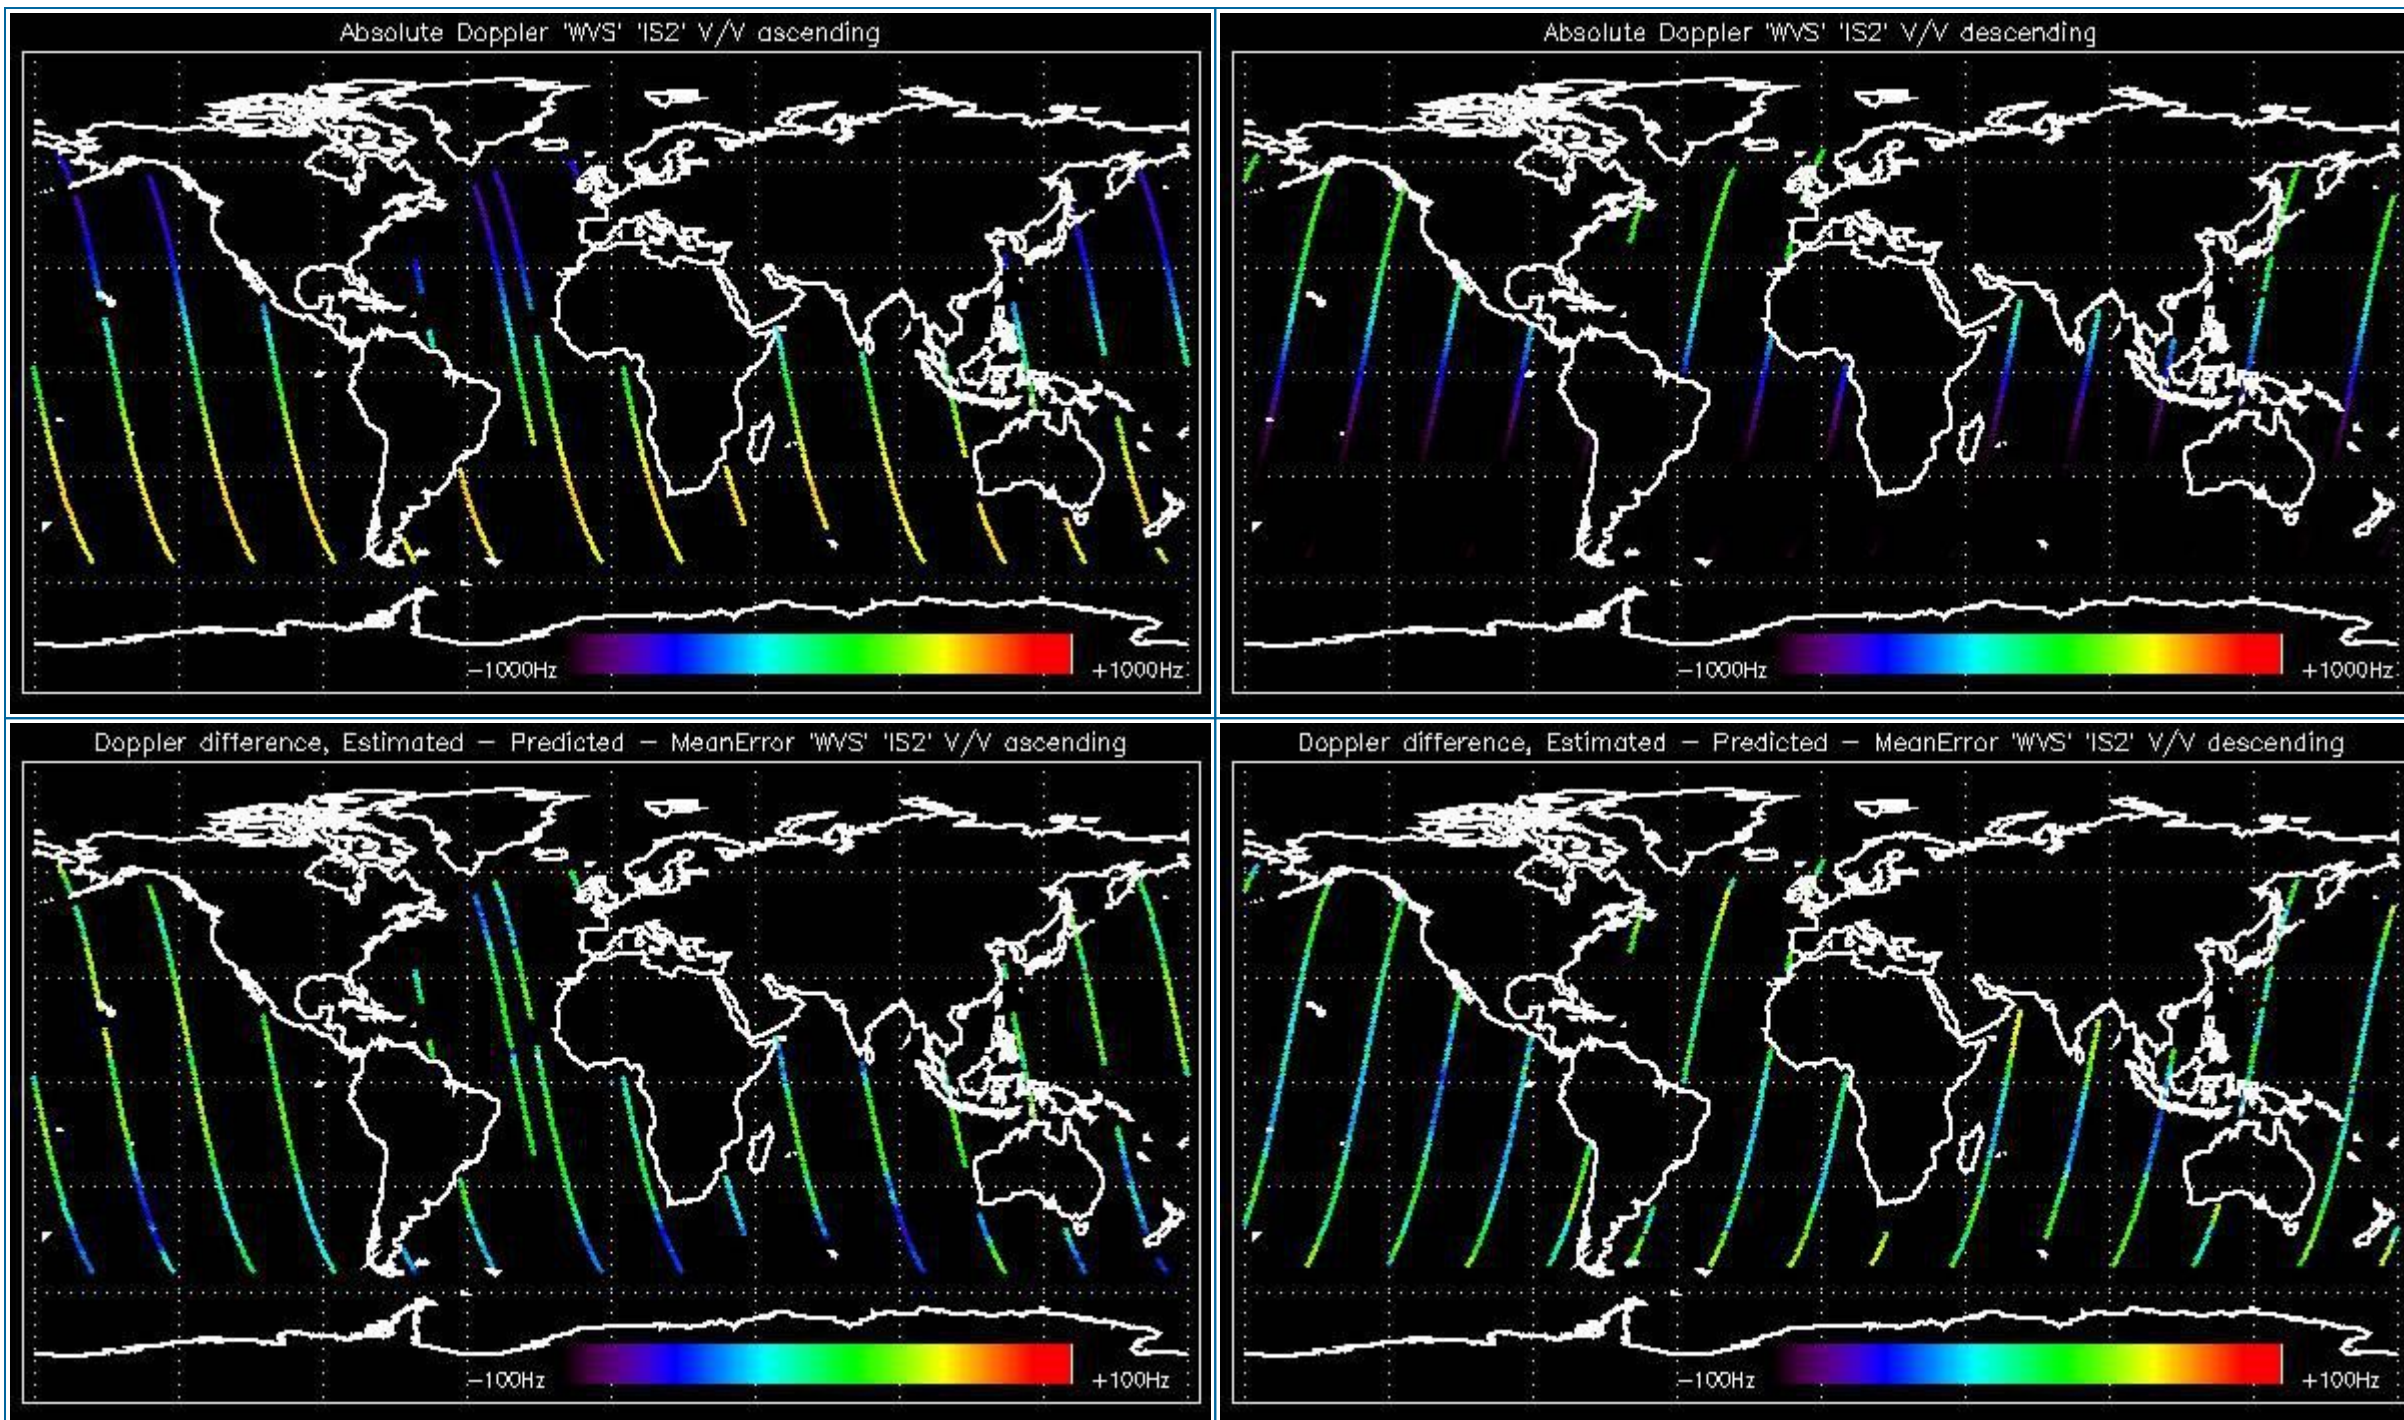 Absolute Doppler 'WVS' 'IS2' V/V ascending
−1000Hz
+1000Hz
Absolute Doppler 'WVS' 'IS2' V/V descending
−1000Hz
+1000Hz
Doppler difference, Estimated − Predicted − MeanError 'WVS' 'IS2' V/V ascending
−100Hz
+100Hz
Doppler difference, Estimated − Predicted − MeanError 'WVS' 'IS2' V/V descending
−100Hz
+100Hz